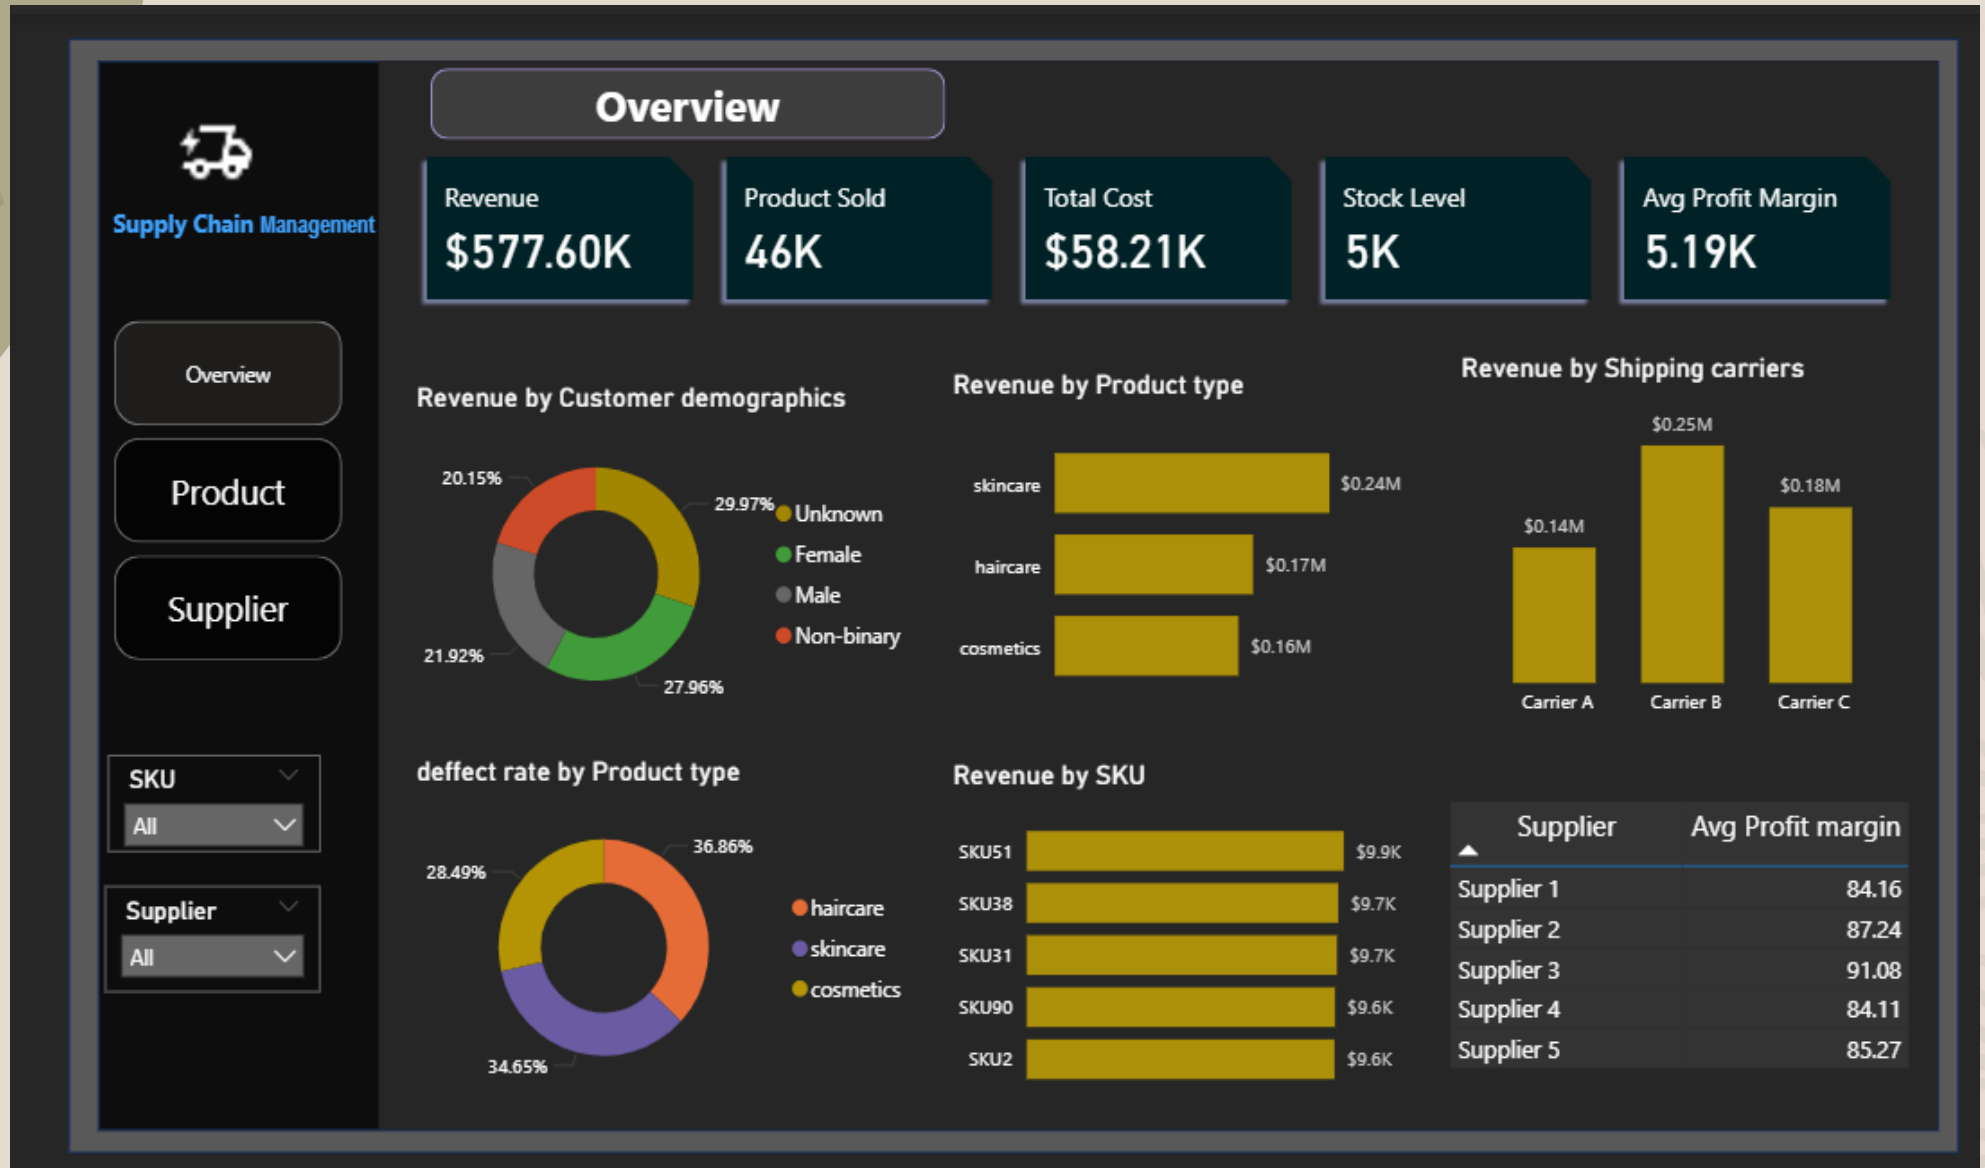 Overview
Supply Chain Management
Revenue
$577.60K
Product Sold
46K
Total Cost
$58.21K
Stock Level
5K
Avg Profit Margin
5.19K
Overview
Product
Supplier
SKU
All
Supplier
All
Revenue by Customer demographics
20.15%
29.97%
21.92%
27.96%
Unknown
Female
Male
Non-binary
Revenue by Product type
skincare $0.24M
haircare $0.17M
cosmetics $0.16M
Revenue by Shipping carriers
$0.14M
$0.25M
$0.18M
Carrier A Carrier B Carrier C
deffect rate by Product type
36.86%
28.49%
34.65%
haircare
skincare
cosmetics
Revenue by SKU
SKU51 $9.9K
SKU38 $9.7K
SKU31 $9.7K
SKU90 $9.6K
SKU2 $9.6K
Supplier Avg Profit margin
Supplier 1 84.16
Supplier 2 87.24
Supplier 3 91.08
Supplier 4 84.11
Supplier 5 85.27